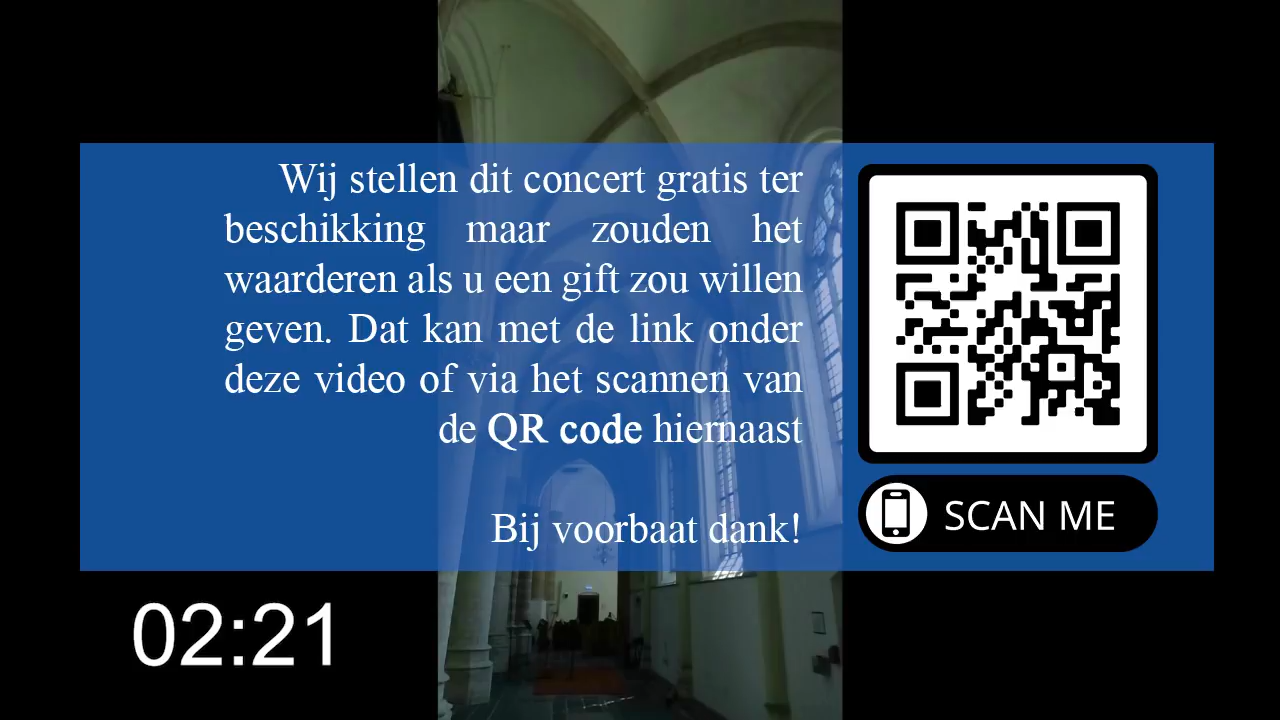 Wij stellen dit concert gratis ter
beschikking maar zouden het
waarderen als u een gift zou willen
geven. Dat kan met de link onder
deze video of via het scannen van
de QR code hiernaast
Bij voorbaat dank!
SCAN ME
02:21